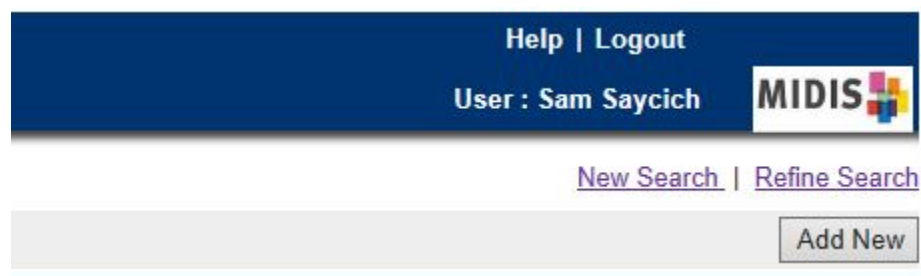 Help | Logout
User : Sam Saycich
MIDIS
New Search | Refine Search
Add New